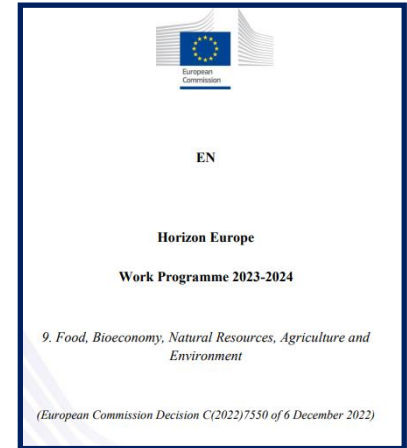 European
Commission
EN
Horizon Europe
Work Programme 2023-2024
9. Food, Bioeconomy, Natural Resources, Agriculture and
Environment
(European Commission Decision C(2022)7550 of 6 December 2022)